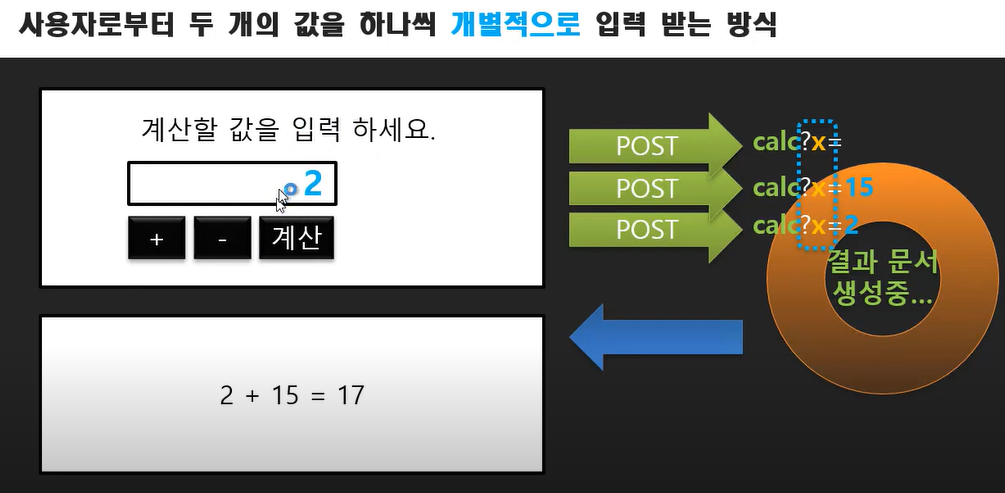 사용자로부터 두 개의 값을 하나씩 개별적으로 입력 받는 방식
계산할 값을 입력 하세요.
2
+ - 계산
POST calc?x=
POST calc?x=15
POST calc?x=2
결과 문서
생성중...
2 + 15 = 17